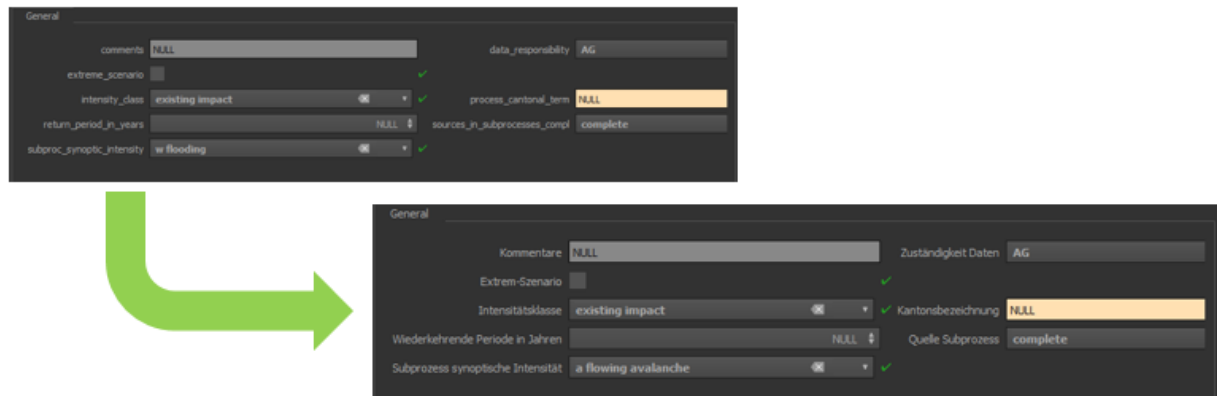 General
comments NULL data_responsibility AG
extreme_scenario
intensity_class existing impact process_cantonal_term NULL
return_period_in_years NULL sources_in_subprocesses_compl complete
subproc_synoptic_intensity w flooding
General
Kommentare NULL Zuständigkeit Daten AG
Extrem-Szenario
Intensitätsklasse existing impact Kantonsbezeichnung NULL
Wiederkehrende Periode in Jahren NULL Quelle Subprozess complete
Subprozess synoptische Intensität a flowing avalanche